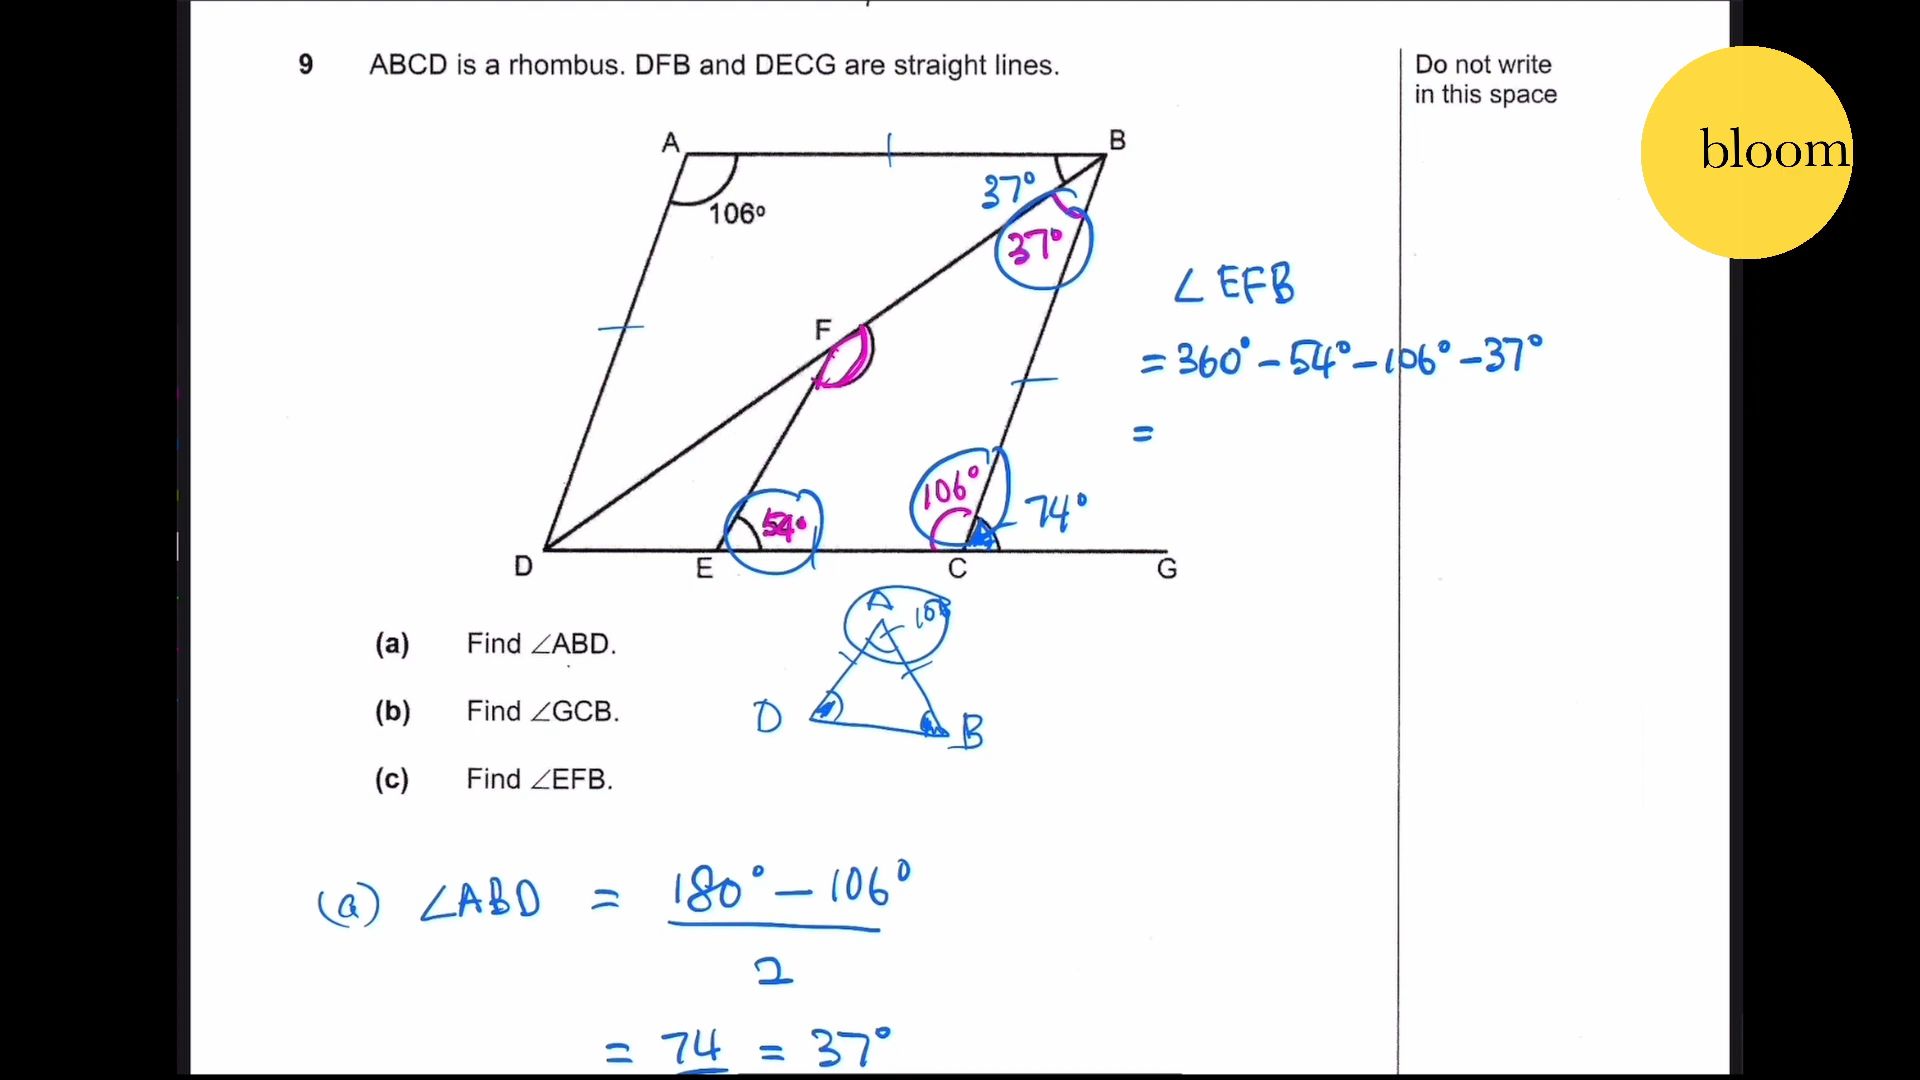 9 ABCD is a rhombus. DFB and DECG are straight lines.
Do not write
in this space
bloom
A
B
106°
37°
37°
∠EFB
F
= 360° - 54° - 106° - 37°
=
106°
74°
54°
D
E
C
G
A
(a) Find ∠ABD.
(b) Find ∠GCB.
D
B
(c) Find ∠EFB.
(a) ∠ABD = 180° - 106°
2
= 74 = 37°